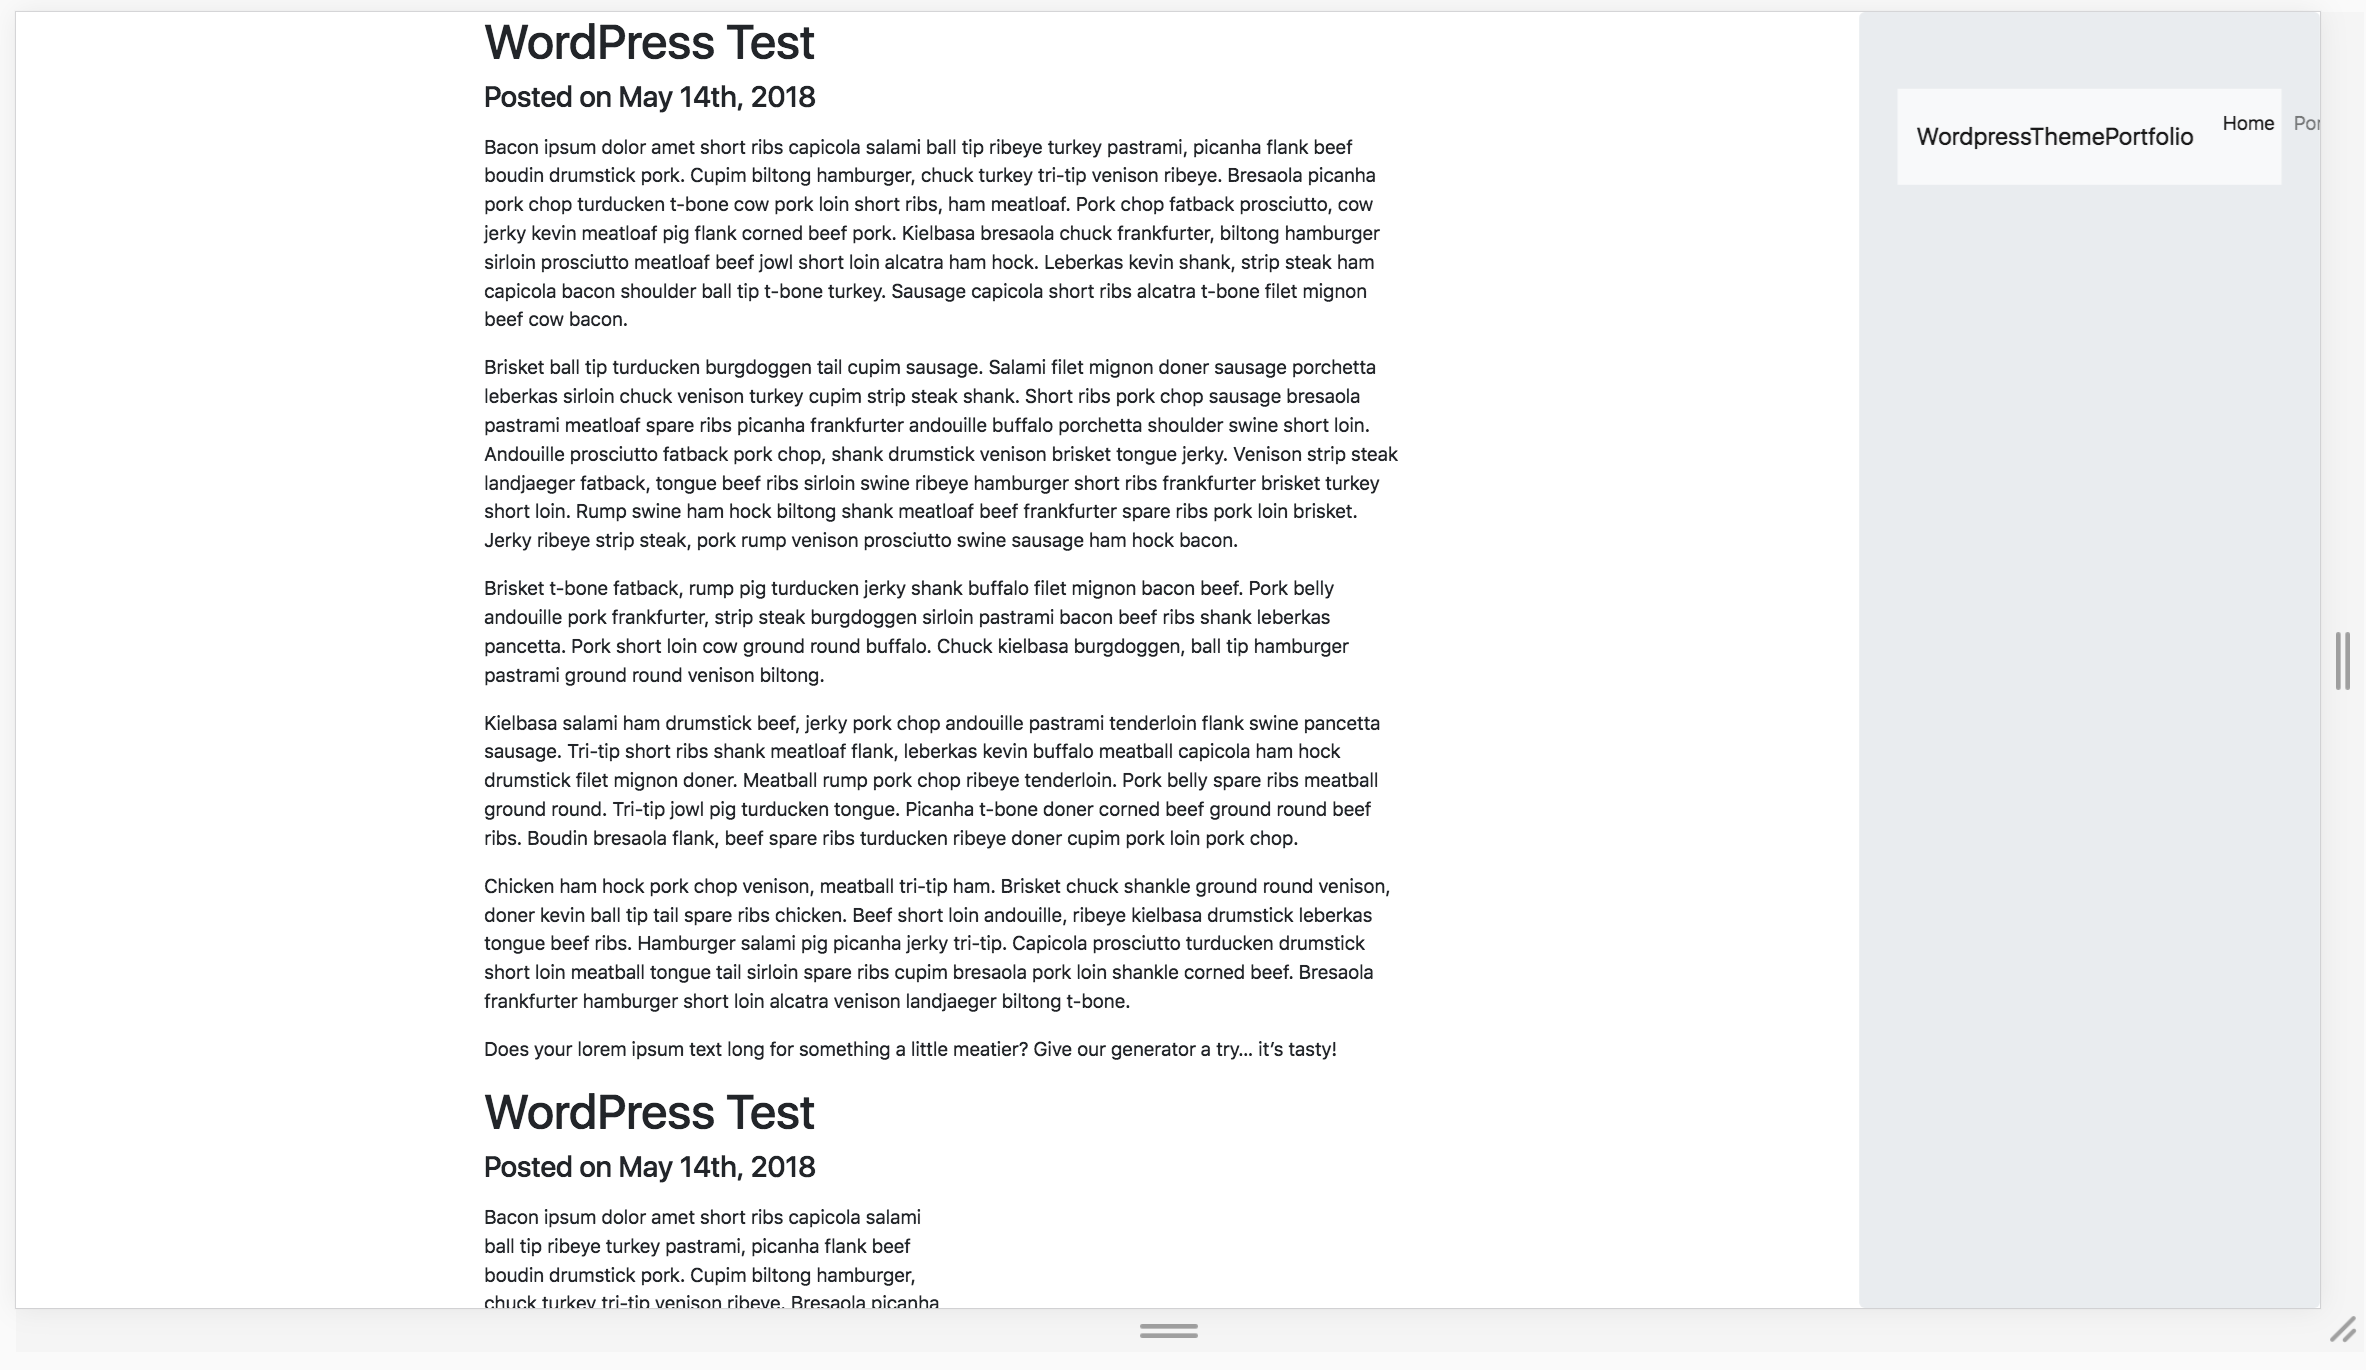 WordPress Test
Posted on May 14th, 2018
Bacon ipsum dolor amet short ribs capicola salami ball tip ribeye turkey pastrami, picanha flank beef
boudin drumstick pork. Cupim biltong hamburger, chuck turkey tri-tip venison ribeye. Bresaola picanha
pork chop turducken t-bone cow pork loin short ribs, ham meatloaf. Pork chop fatback prosciutto, cow
jerky kevin meatloaf pig flank corned beef pork. Kielbasa bresaola chuck frankfurter, biltong hamburger
sirloin prosciutto meatloaf beef jowl short loin alcatra ham hock. Leberkas kevin shank, strip steak ham
capicola bacon shoulder ball tip t-bone turkey. Sausage capicola short ribs alcatra t-bone filet mignon
beef cow bacon.
Brisket ball tip turducken burgdoggen tail cupim sausage. Salami filet mignon doner sausage porchetta
leberkas sirloin chuck venison turkey cupim strip steak shank. Short ribs pork chop sausage bresaola
pastrami meatloaf spare ribs picanha frankfurter andouille buffalo porchetta shoulder swine short loin.
Andouille prosciutto fatback pork chop, shank drumstick venison brisket tongue jerky. Venison strip steak
landjaeger fatback, tongue beef ribs sirloin swine ribeye hamburger short ribs frankfurter brisket turkey
short loin. Rump swine ham hock biltong shank meatloaf beef frankfurter spare ribs pork loin brisket.
Jerky ribeye strip steak, pork rump venison prosciutto swine sausage ham hock bacon.
Brisket t-bone fatback, rump pig turducken jerky shank buffalo filet mignon bacon beef. Pork belly
andouille pork frankfurter, strip steak burgdoggen sirloin pastrami bacon beef ribs shank leberkas
pancetta. Pork short loin cow ground round buffalo. Chuck kielbasa burgdoggen, ball tip hamburger
pastrami ground round venison biltong.
Kielbasa salami ham drumstick beef, jerky pork chop andouille pastrami tenderloin flank swine pancetta
sausage. Tri-tip short ribs shank meatloaf flank, leberkas kevin buffalo meatball capicola ham hock
drumstick filet mignon doner. Meatball rump pork chop ribeye tenderloin. Pork belly spare ribs meatball
ground round. Tri-tip jowl pig turducken tongue. Picanha t-bone doner corned beef ground round beef
ribs. Boudin bresaola flank, beef spare ribs turducken ribeye doner cupim pork loin pork chop.
Chicken ham hock pork chop venison, meatball tri-tip ham. Brisket chuck shankle ground round venison,
doner kevin ball tip tail spare ribs chicken. Beef short loin andouille, ribeye kielbasa drumstick leberkas
tongue beef ribs. Hamburger salami pig picanha jerky tri-tip. Capicola prosciutto turducken drumstick
short loin meatball tongue tail sirloin spare ribs cupim bresaola pork loin shankle corned beef. Bresaola
frankfurter hamburger short loin alcatra venison landjaeger biltong t-bone.
Does your lorem ipsum text long for something a little meatier? Give our generator a try… it’s tasty!
WordPress Test
Posted on May 14th, 2018
Bacon ipsum dolor amet short ribs capicola salami
ball tip ribeye turkey pastrami, picanha flank beef
boudin drumstick pork. Cupim biltong hamburger,
chuck turkey tri-tip venison ribeye. Bresaola picanha
WordpressThemePortfolio
Home